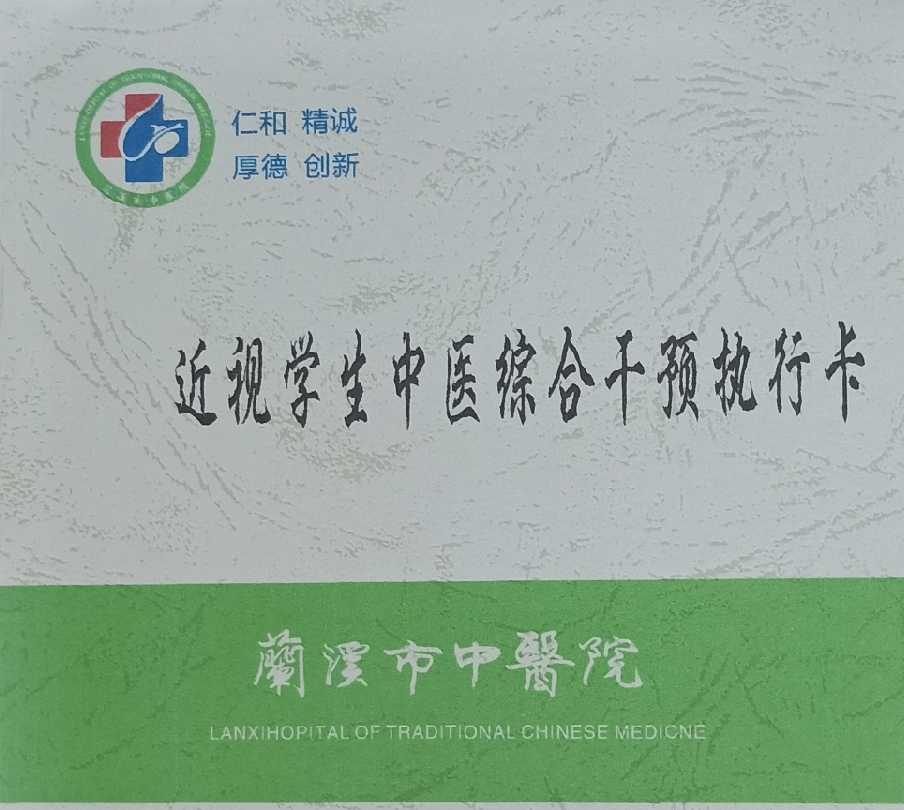 仁和 精诚
厚德 创新
近视学生中医综合干预执行卡
蘭溪市中醫院
LANXIHOPITAL OF TRADITIONAL CHINESE MEDICNE